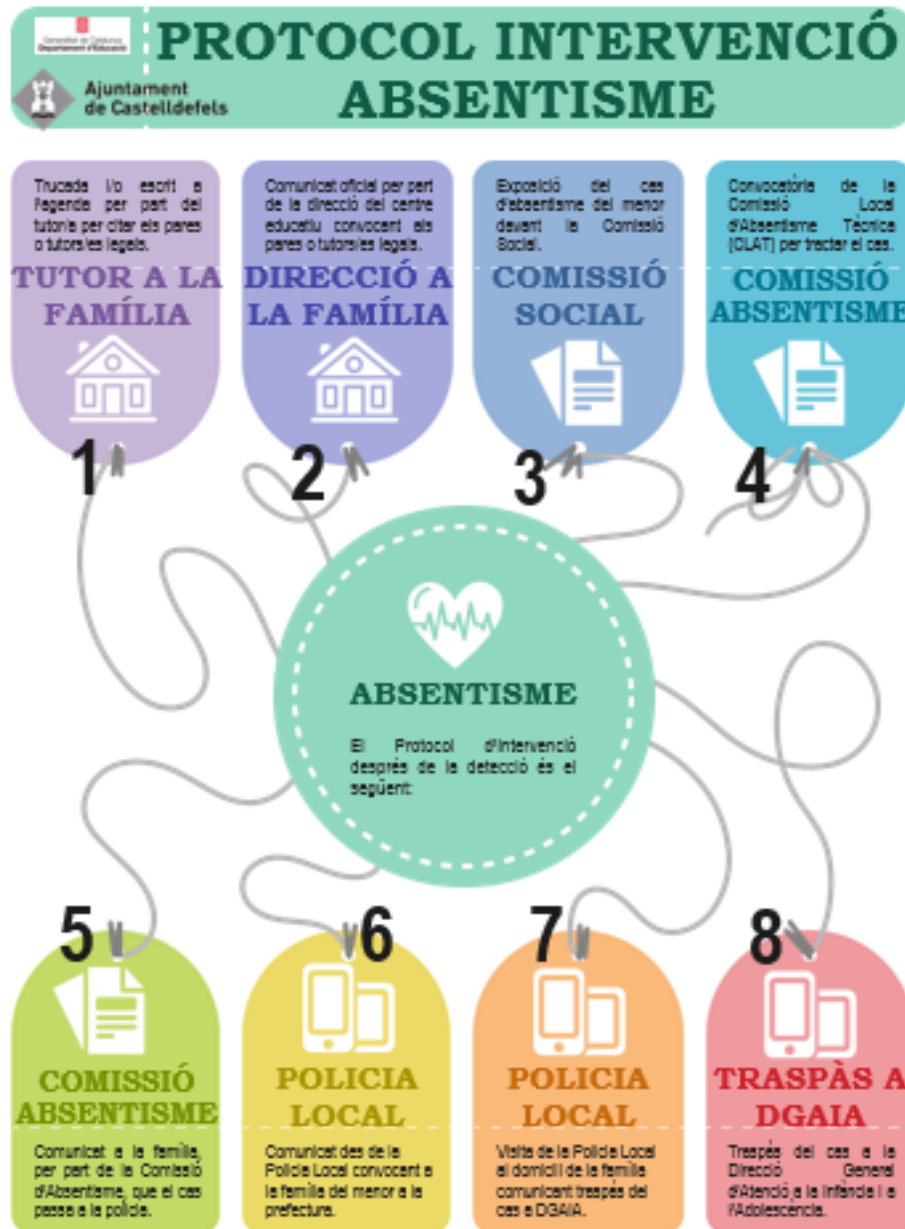 Generalitat de Catalunya
Departament d'Educació
Ajuntament
de Castelldefels
PROTOCOL INTERVENCIÓ
ABSENTISME
Trucada i/o escrit a
l'agenda per part del
tutor/a per citar els pares
o tutors/es legals.
TUTOR A LA
FAMÍLIA
1
Comunicat oficial per part
de la direcció del centre
educatiu convocant als
pares o tutors/es legals.
DIRECCIÓ A
LA FAMÍLIA
2
Exposició del cas
d'absentisme del menor
davant la Comissió
Social.
COMISSIÓ
SOCIAL
3
Convocatòria de la
Comissió Local
d'Absentisme Tècnica
(CLAT) per tractar el cas.
COMISSIÓ
ABSENTISME
4
ABSENTISME
El Protocol d'Intervenció
després de la detecció és el
següent:
5
COMISSIÓ
ABSENTISME
Comunicat a la família,
per part de la Comissió
d'Absentisme, que el cas
passa a la policia.
6
POLICIA
LOCAL
Comunicat des de la
Policia Local convocant a
la família del menor a la
prefectura.
7
POLICIA
LOCAL
Visita de la Policia Local
al domicili de la família
comunicant traspàs del
cas a DGAIA.
8
TRASPÀS A
DGAIA
Traspàs del cas a la
Direcció General
d'Atenció a la Infància i a
l'Adolescència.